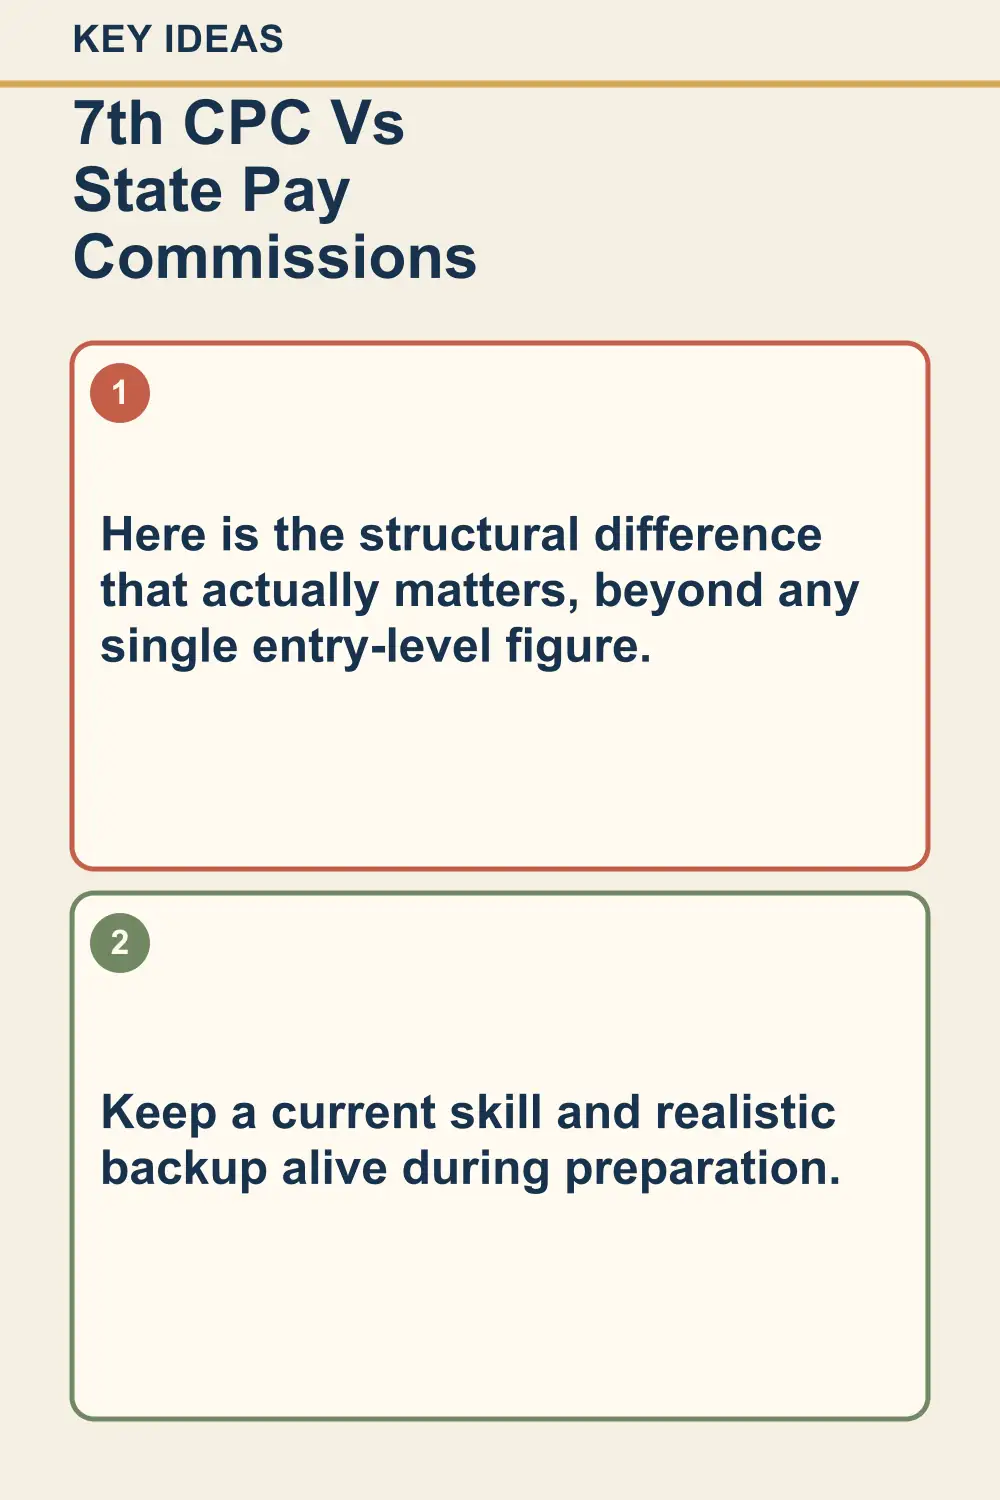 KEY IDEAS
7th CPC Vs
State Pay
Commissions
1
Here is the structural difference
that actually matters, beyond any
single entry-level figure.
2
Keep a current skill and realistic
backup alive during preparation.